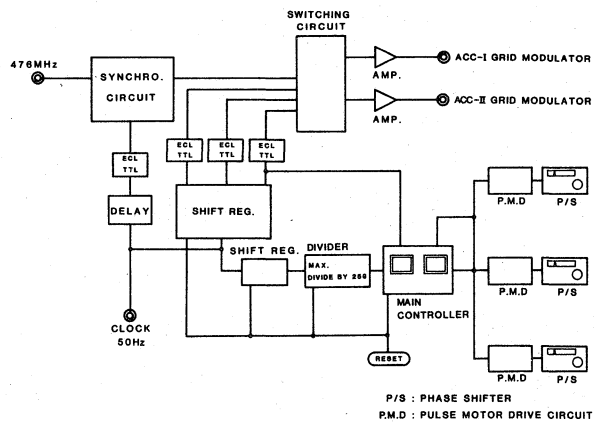 SWITCHING
CIRCUIT
476MHz
SYNCHRO.
CIRCUIT
AMP.
ACC-I GRID MODULATOR
AMP.
ACC-II GRID MODULATOR
ECL
TTL
ECL
TTL
ECL
TTL
ECL
TTL
DELAY
SHIFT REG.
P.M.D
P/S
SHIFT REG.
DIVIDER
MAX.
DIVIDE BY 256
MAIN
CONTROLLER
P.M.D
P/S
CLOCK
50Hz
RESET
P.M.D
P/S
P/S : PHASE SHIFTER
P.M.D : PULSE MOTOR DRIVE CIRCUIT